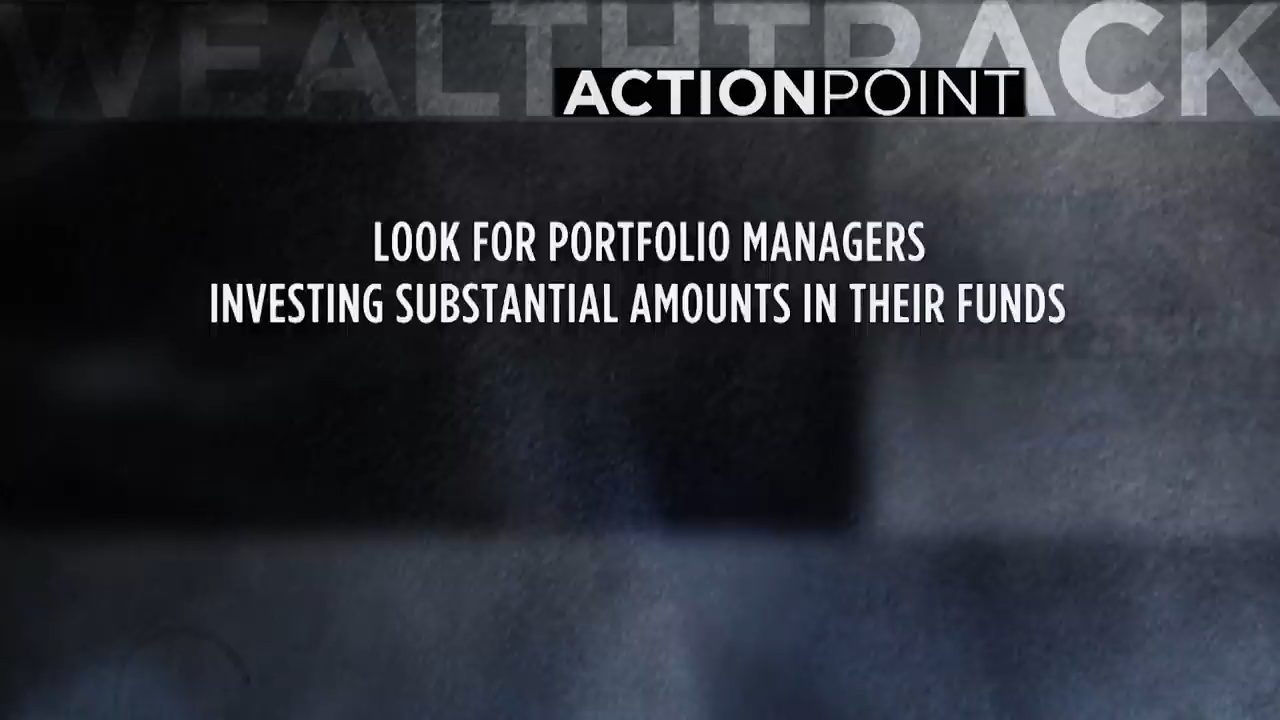 WEALTHTRACK
ACTIONPOINT
LOOK FOR PORTFOLIO MANAGERS
INVESTING SUBSTANTIAL AMOUNTS IN THEIR FUNDS